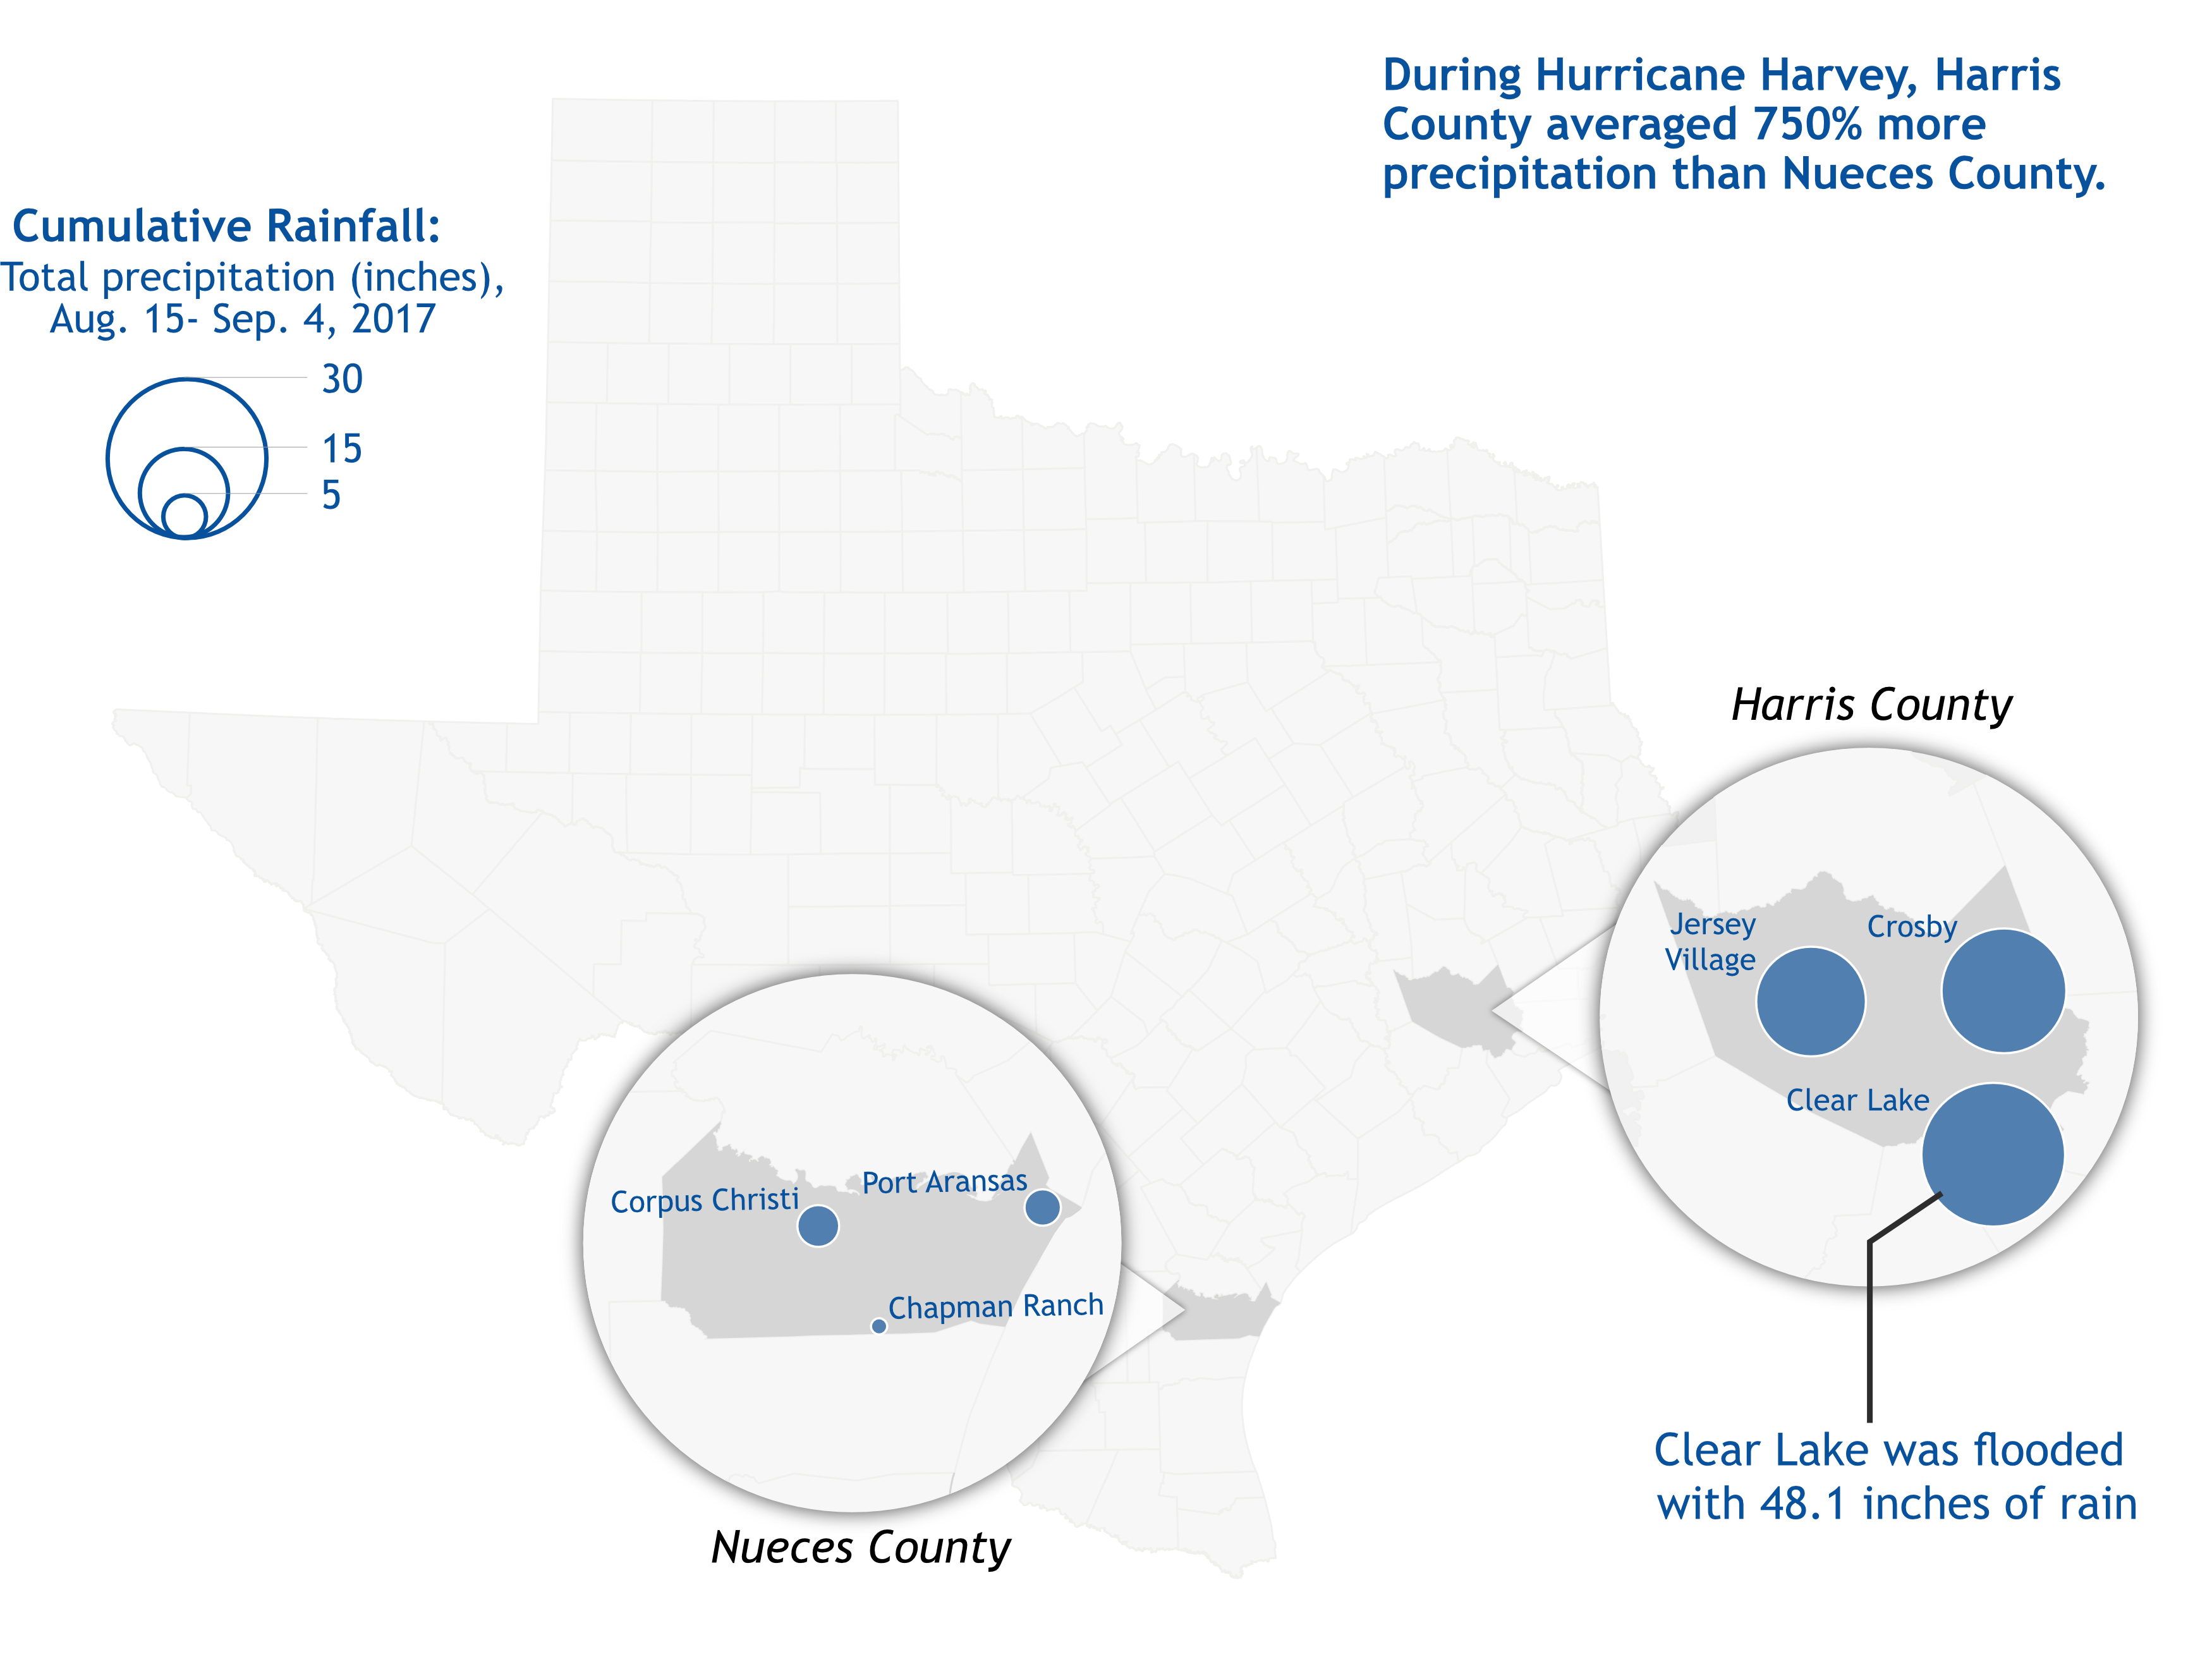 During Hurricane Harvey, Harris
County averaged 750% more
precipitation than Nueces County.
Cumulative Rainfall:
Total precipitation (inches),
Aug. 15- Sep. 4, 2017
30
15
5
Harris County
Jersey
Village
Crosby
Clear Lake
Port Aransas
Corpus Christi
Chapman Ranch
Clear Lake was flooded
with 48.1 inches of rain
Nueces County